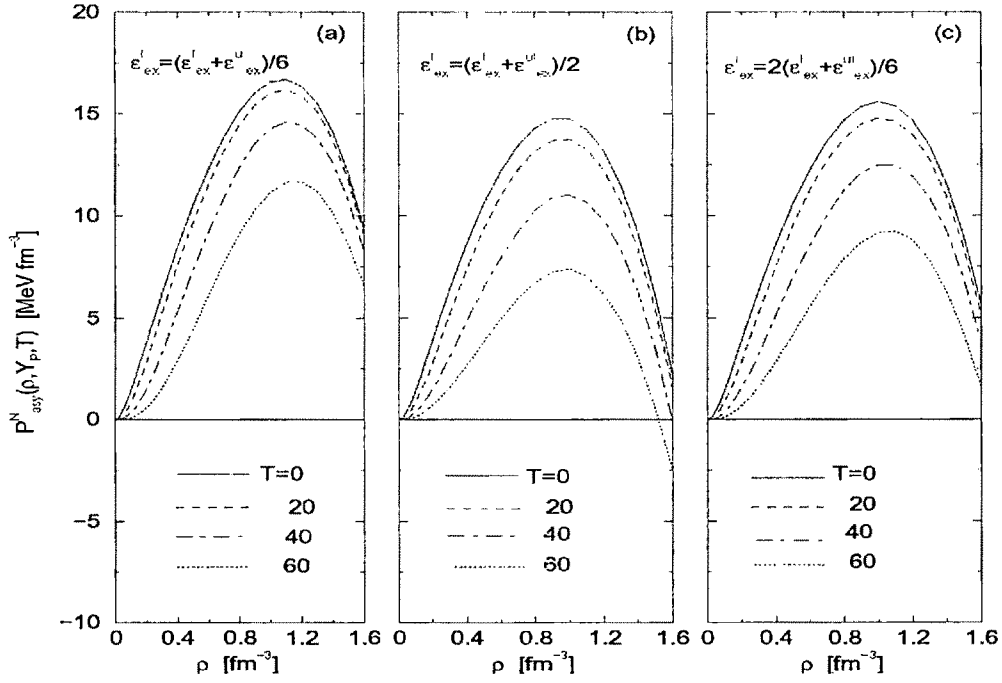 (a)
ε^l_ex=(ε^l_ex+ε^u_ex)/6
T=0
20
40
60
(b)
ε^l_ex=(ε^l_ex+ε^ul_ex)/2
T=0
20
40
60
(c)
ε^l_ex=2(ε^l_ex+ε^ul_ex)/6
T=0
20
40
60
P^N_asy(ρ,Y_p,T) [MeV fm^−3]
20
15
10
5
0
−5
−10
0 0.4 0.8 1.2 1.6
0 0.4 0.8 1.2 1.6
0 0.4 0.8 1.2 1.6
ρ [fm^−3]
ρ [fm^−3]
ρ [fm^−3]